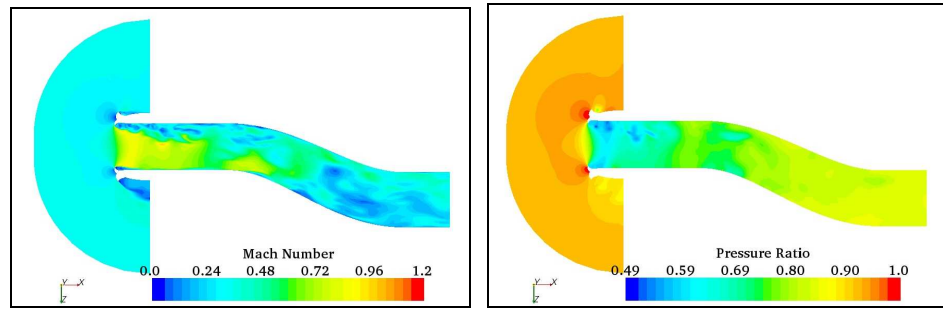 Mach Number
0.0 0.24 0.48 0.72 0.96 1.2
Y X
Z
Pressure Ratio
0.49 0.59 0.69 0.80 0.90 1.0
Y X
Z